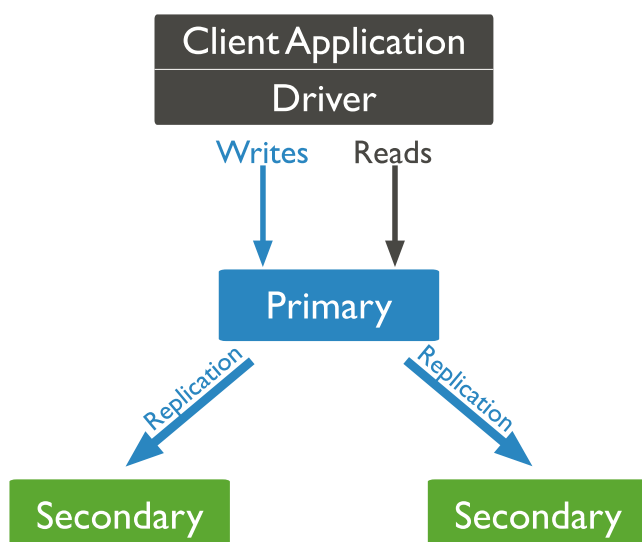 Client Application
Driver
Writes Reads
Primary
Replication Replication
Secondary Secondary